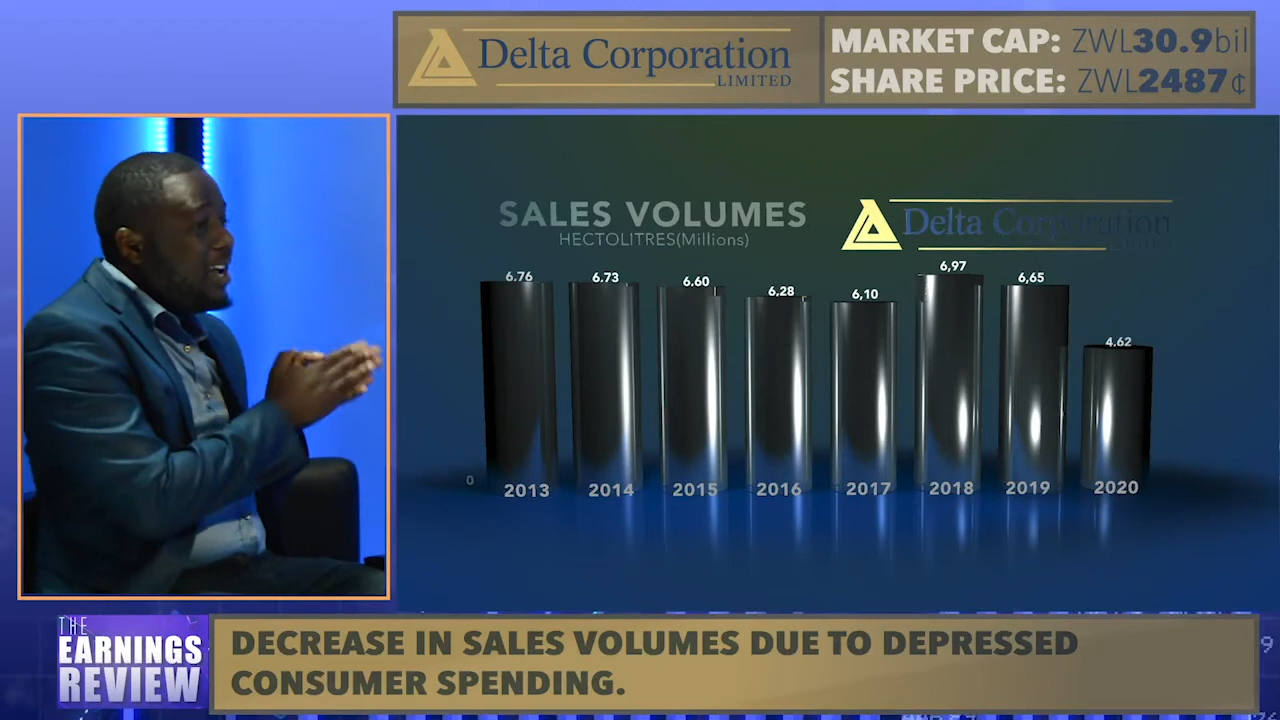 Delta Corporation
LIMITED
MARKET CAP: ZWL30.9bil
SHARE PRICE: ZWL2487¢
SALES VOLUMES
HECTOLITRES(Millions)
Delta Corporation
6.76 6.73 6.60 6,28 6,10 6,97 6,65 4,62
0
2013 2014 2015 2016 2017 2018 2019 2020
THE
EARNINGS
REVIEW
DECREASE IN SALES VOLUMES DUE TO DEPRESSED
CONSUMER SPENDING.